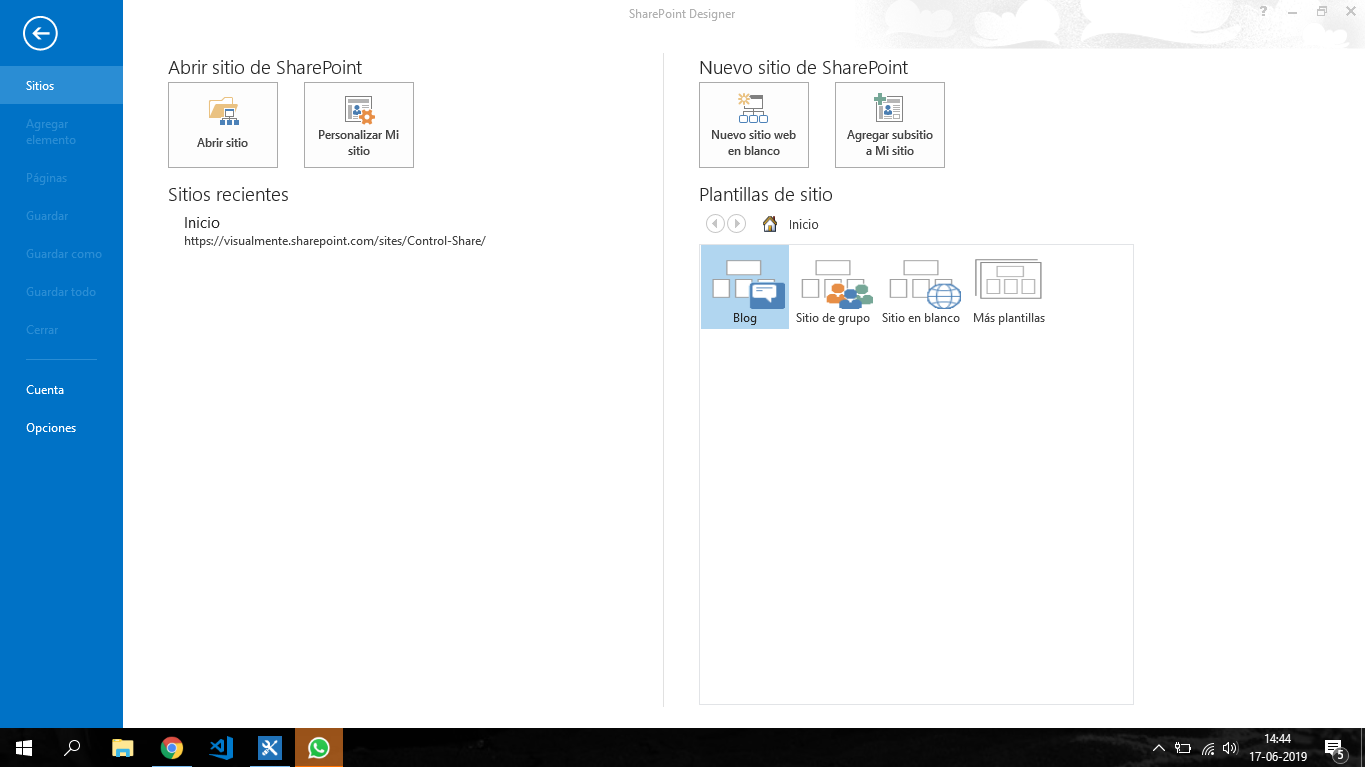 SharePoint Designer
?
Sitios
Agregar
elemento
Páginas
Guardar
Guardar como
Guardar todo
Cerrar
Cuenta
Opciones
Abrir sitio de SharePoint
Abrir sitio
Personalizar Mi
sitio
Sitios recientes
Inicio
https://visualmente.sharepoint.com/sites/Control-Share/
Nuevo sitio de SharePoint
Nuevo sitio web
en blanco
Agregar subsitio
a Mi sitio
Plantillas de sitio
Inicio
Blog
Sitio de grupo
Sitio en blanco
Más plantillas
14:44
17-06-2019
5